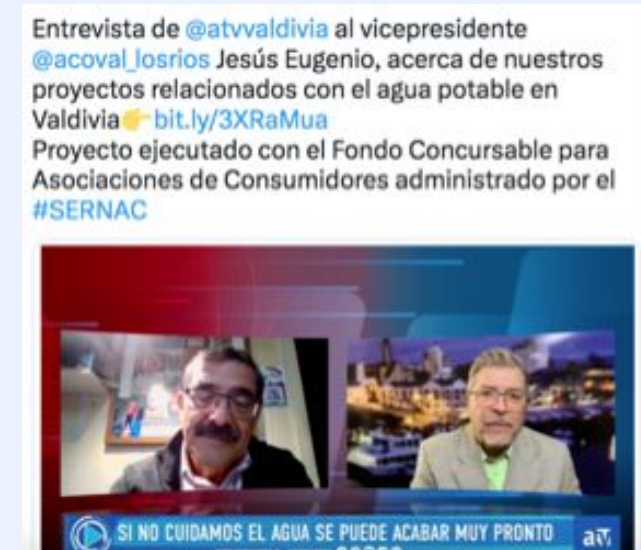 Entrevista de @atvvaldivia al vicepresidente
@acoval_losrios Jesús Eugenio, acerca de nuestros
proyectos relacionados con el agua potable en
Valdivia👉bit.ly/3XRaMua
Proyecto ejecutado con el Fondo Concursable para
Asociaciones de Consumidores administrado por el
#SERNAC
SI NO CUIDAMOS EL AGUA SE PUEDE ACABAR MUY PRONTO
atv